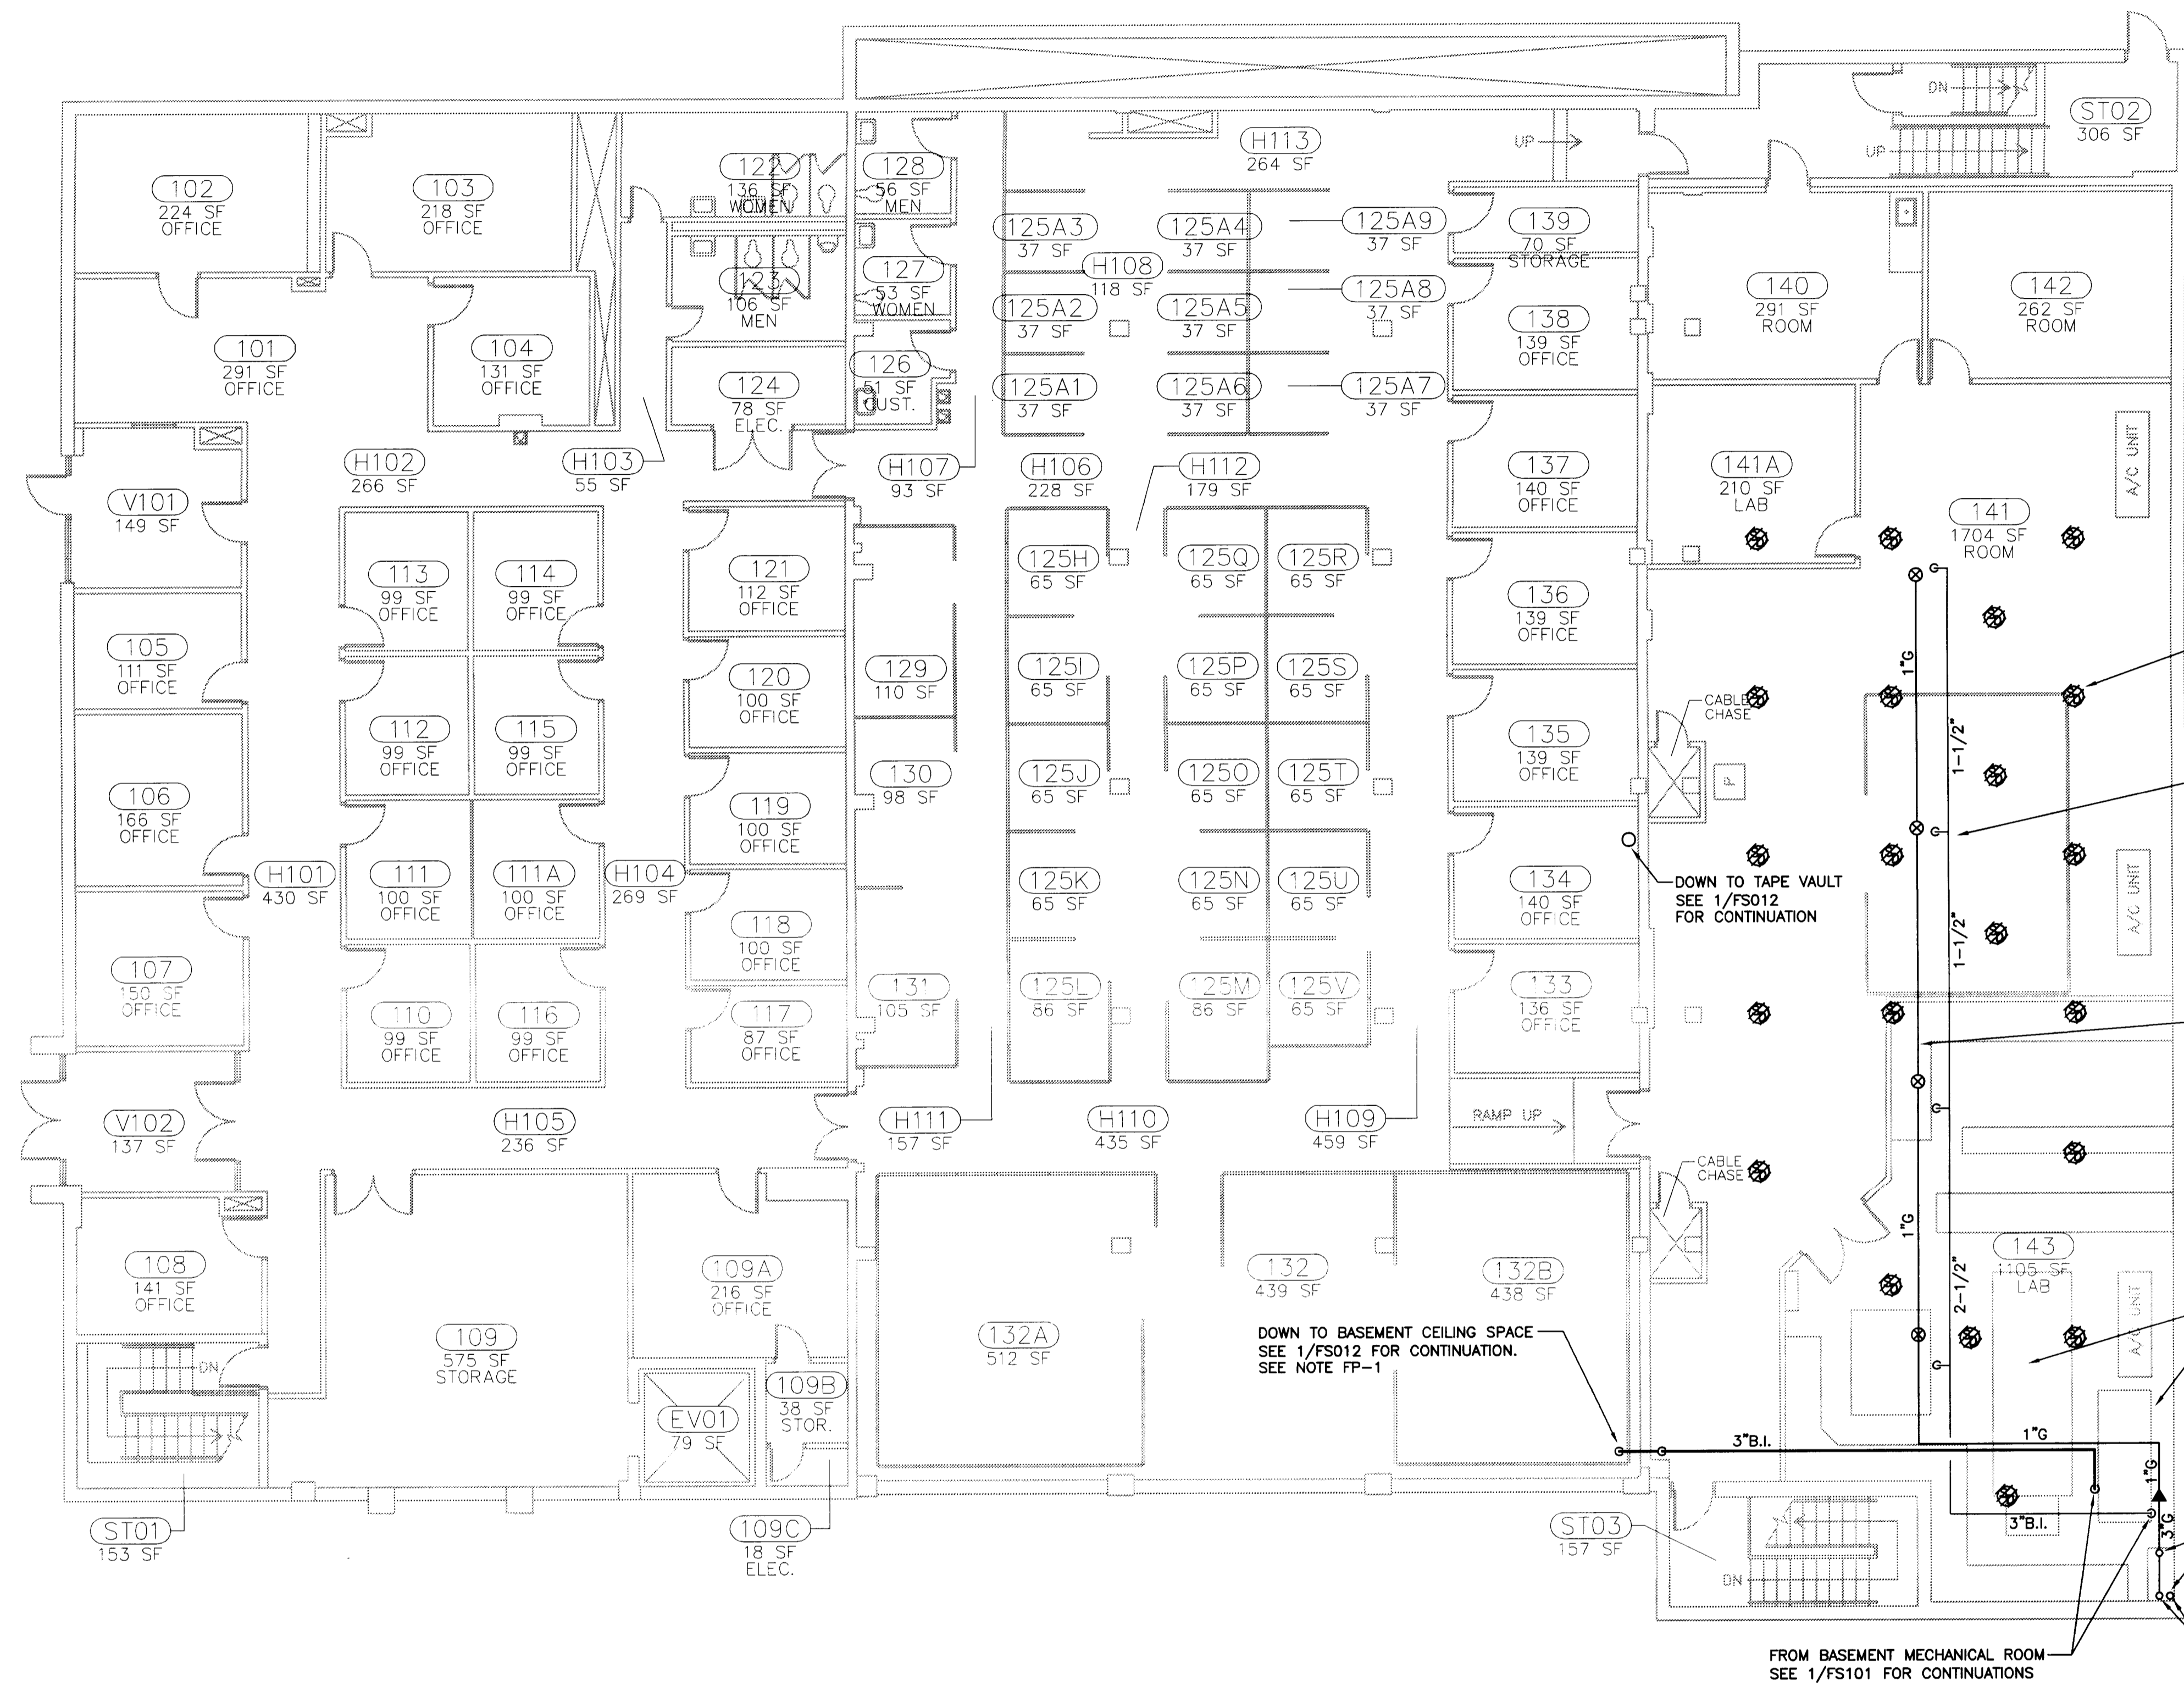 DN
ST02
306 SF
UP
UP
H113
264 SF
102
224 SF
OFFICE
103
218 SF
OFFICE
122
136 SF
WOMEN
128
56 SF
MEN
125A3
37 SF
125A4
37 SF
125A9
37 SF
139
70 SF
STORAGE
123
106 SF
MEN
127
53 SF
WOMEN
H108
118 SF
125A2
37 SF
125A5
37 SF
125A8
37 SF
138
139 SF
OFFICE
140
291 SF
ROOM
142
262 SF
ROOM
101
291 SF
OFFICE
104
131 SF
OFFICE
124
78 SF
ELEC.
126
51 SF
CUST.
125A1
37 SF
125A6
37 SF
125A7
37 SF
H102
266 SF
H103
55 SF
H107
93 SF
H106
228 SF
H112
179 SF
137
140 SF
OFFICE
141A
210 SF
LAB
A/C UNIT
V101
149 SF
141
1704 SF
ROOM
113
99 SF
OFFICE
114
99 SF
OFFICE
121
112 SF
OFFICE
125H
65 SF
125Q
65 SF
125R
65 SF
136
139 SF
OFFICE
105
111 SF
OFFICE
120
100 SF
OFFICE
129
110 SF
125I
65 SF
125P
65 SF
125S
65 SF
1"G
112
99 SF
OFFICE
115
99 SF
OFFICE
135
139 SF
OFFICE
CABLE
CHASE
1-1/2"
106
166 SF
OFFICE
119
100 SF
OFFICE
130
98 SF
125J
65 SF
125O
65 SF
125T
65 SF
P
H101
430 SF
111
100 SF
OFFICE
111A
100 SF
OFFICE
H104
269 SF
118
100 SF
OFFICE
125K
65 SF
125N
65 SF
125U
65 SF
134
140 SF
OFFICE
DOWN TO TAPE VAULT
SEE 1/FS012
FOR CONTINUATION
1-1/2"
A/C UNIT
107
150 SF
OFFICE
110
99 SF
OFFICE
116
99 SF
OFFICE
117
87 SF
OFFICE
131
105 SF
125L
86 SF
125M
86 SF
125V
65 SF
133
136 SF
OFFICE
V102
137 SF
H105
236 SF
H111
157 SF
H110
435 SF
H109
459 SF
RAMP UP
CABLE
CHASE
1"G
2-1/2"
143
1105 SF
LAB
A/C UNIT
108
141 SF
OFFICE
109A
216 SF
OFFICE
132
439 SF
132B
438 SF
DN
109
575 SF
STORAGE
132A
512 SF
DOWN TO BASEMENT CEILING SPACE
SEE 1/FS012 FOR CONTINUATION.
SEE NOTE FP-1
EV01
79 SF
109B
38 SF
STOR.
3"B.I.
1"G
1"G
3"B.I.
3"G
ST01
153 SF
109C
18 SF
ELEC.
ST03
157 SF
DN
FROM BASEMENT MECHANICAL ROOM
SEE 1/FS101 FOR CONTINUATIONS